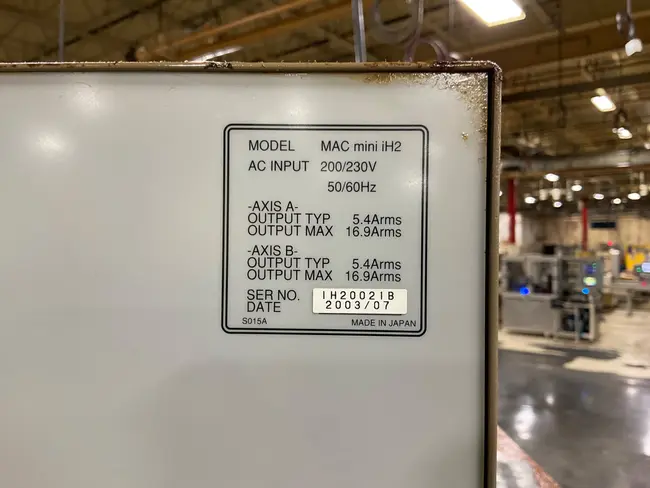 MODEL MAC mini iH2
AC INPUT 200/230V
50/60Hz
-AXIS A-
OUTPUT TYP 5.4Arms
OUTPUT MAX 16.9Arms
-AXIS B-
OUTPUT TYP 5.4Arms
OUTPUT MAX 16.9Arms
SER NO. IH20021B
DATE 2003/07
S015A MADE IN JAPAN